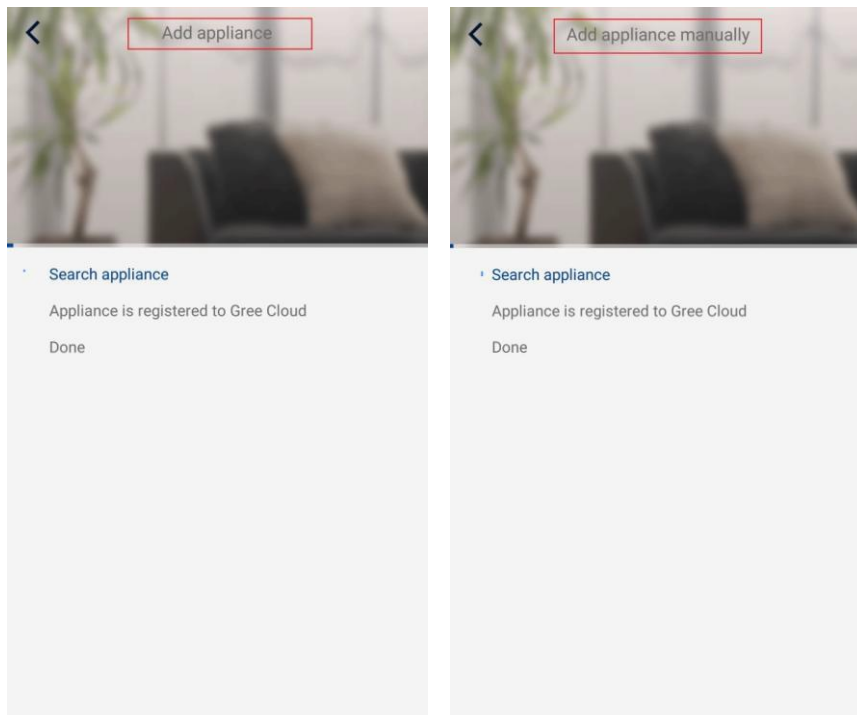 Add appliance
Search appliance
Appliance is registered to Gree Cloud
Done
Add appliance manually
Search appliance
Appliance is registered to Gree Cloud
Done